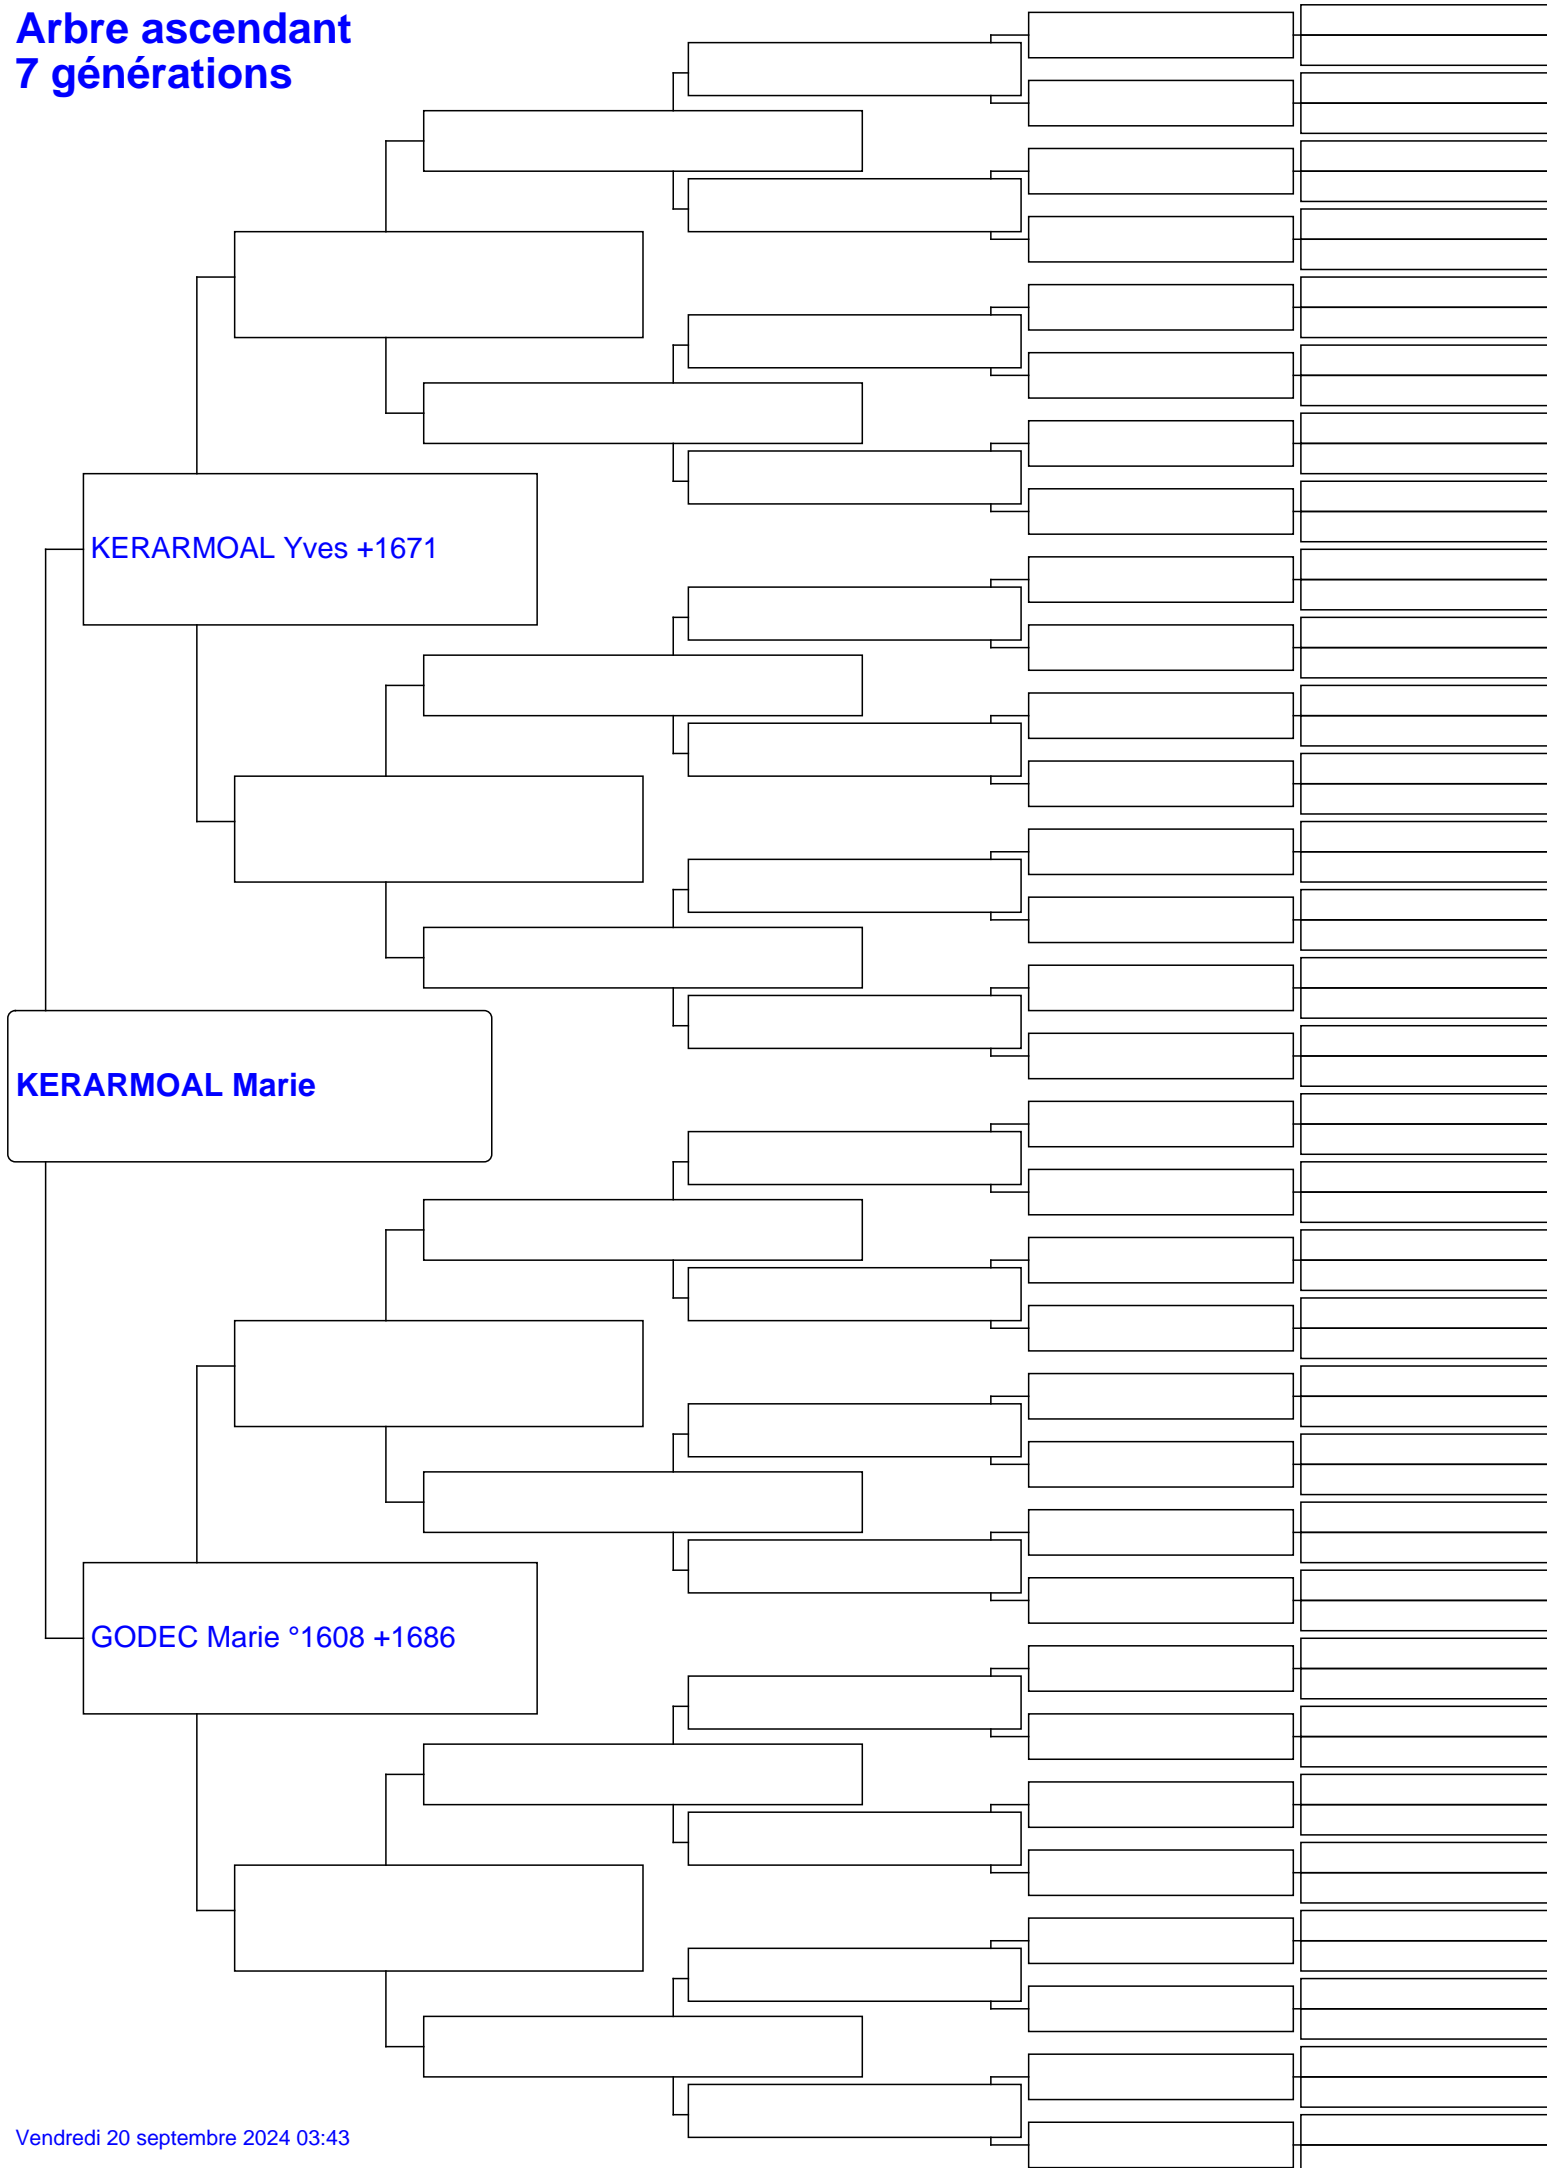 Arbre ascendant
7 générations
KERARMOAL Yves +1671
KERARMOAL Marie
GODEC Marie °1608 +1686
Vendredi 20 septembre 2024 03:43